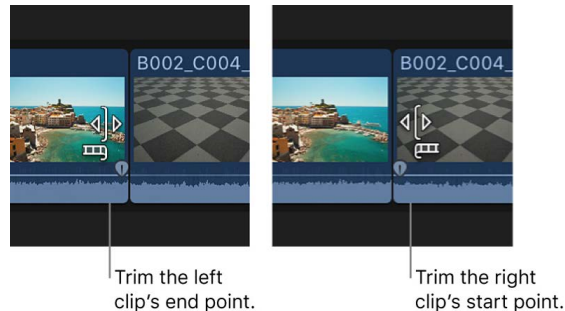 B002_C004_
B002_C004_
Trim the left
clip’s end point.
Trim the right
clip’s start point.